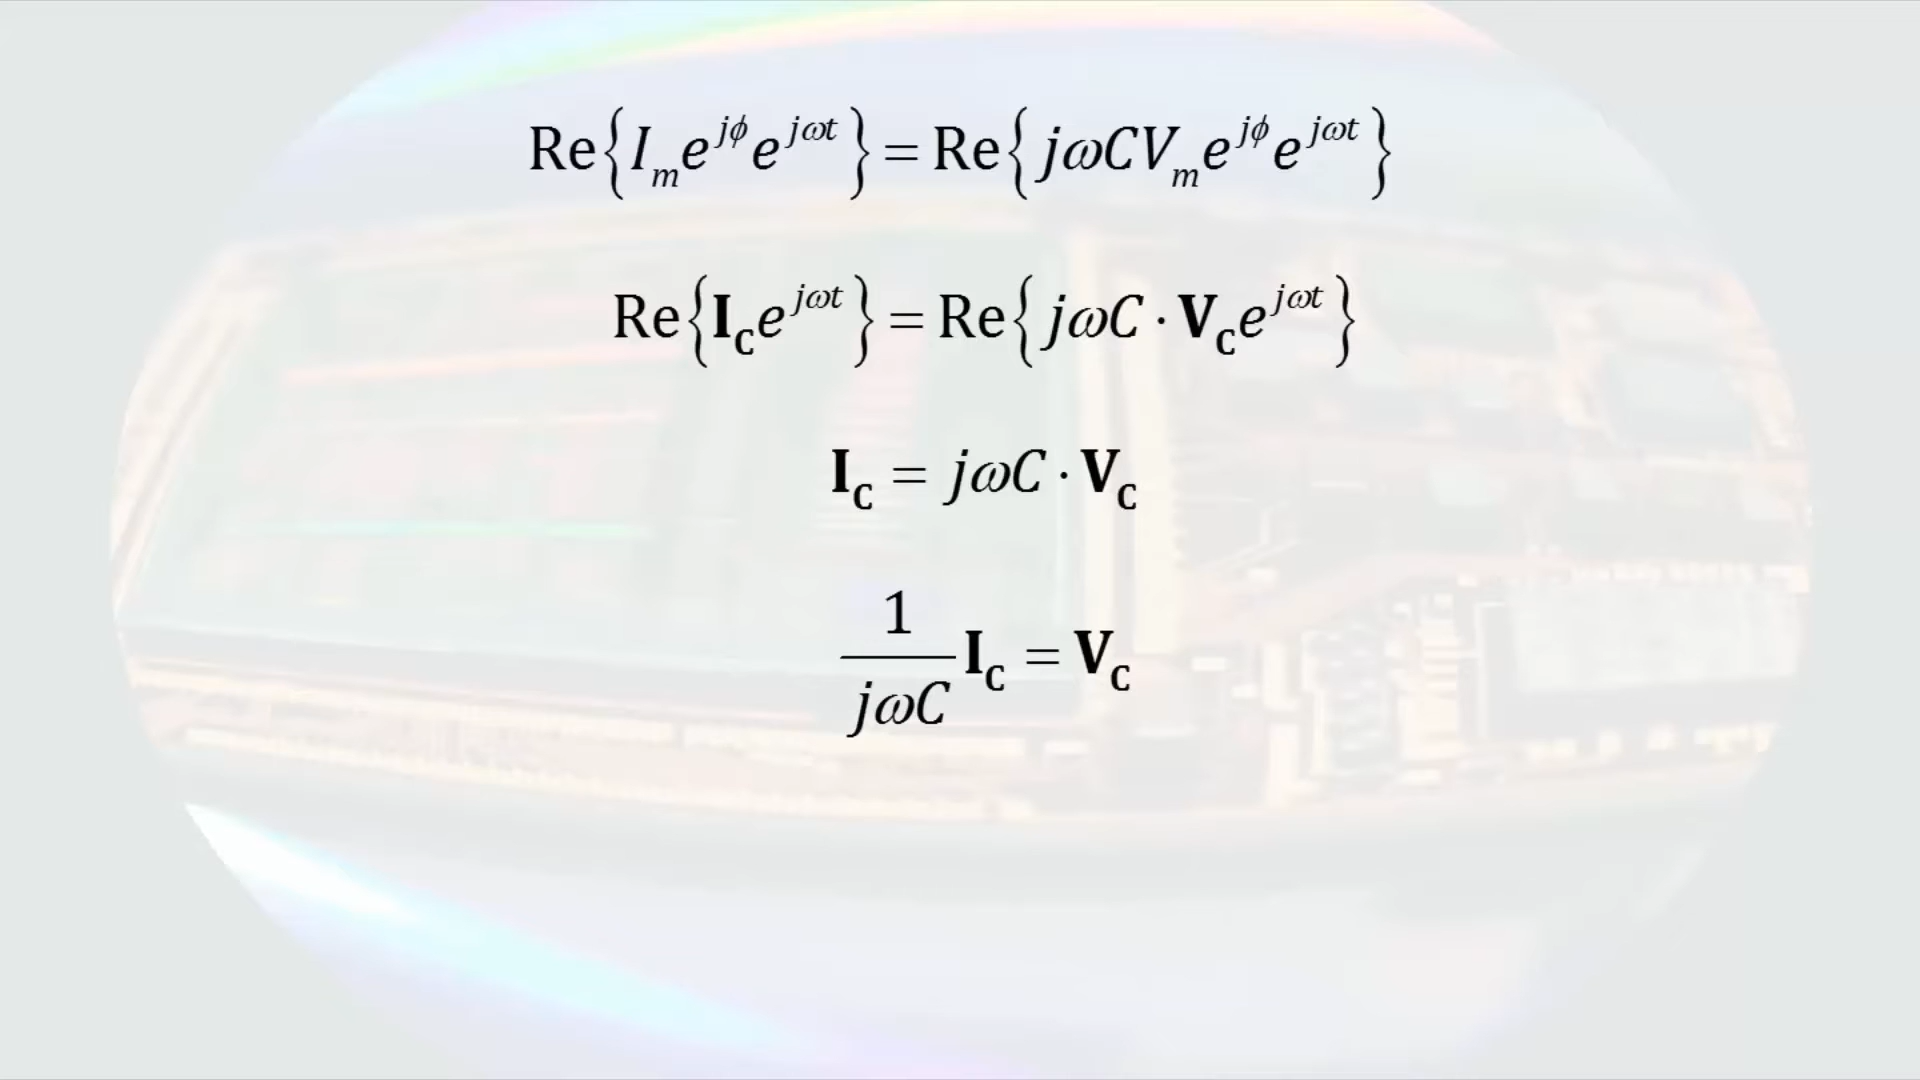 Re{I_m e^{jϕ} e^{jωt}} = Re{jωCV_m e^{jϕ} e^{jωt}}
Re{𝐈_C e^{jωt}} = Re{jωC · 𝐕_C e^{jωt}}
𝐈_C = jωC · 𝐕_C
\frac{1}{jωC} 𝐈_C = 𝐕_C